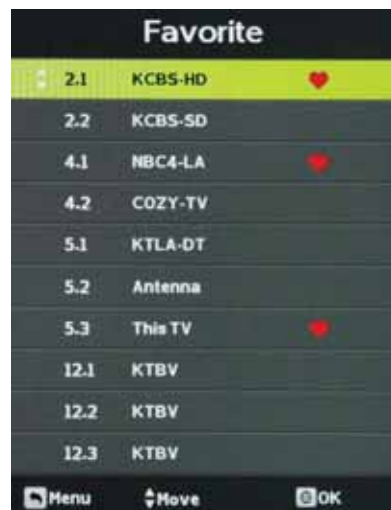 Favorite
2.1 KCBS-HD
2.2 KCBS-SD
4.1 NBC4-LA
4.2 COZY-TV
5.1 KTLA-DT
5.2 Antenna
5.3 This TV
12.1 KTBV
12.2 KTBV
12.3 KTBV
Menu Move OK